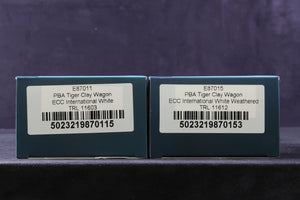 E87011
PBA Tiger Clay Wagon
ECC International White
TRL 11603
5023219870115
E87015
PBA Tiger Clay Wagon
ECC International White Weathered
TRL 11612
5023219870153